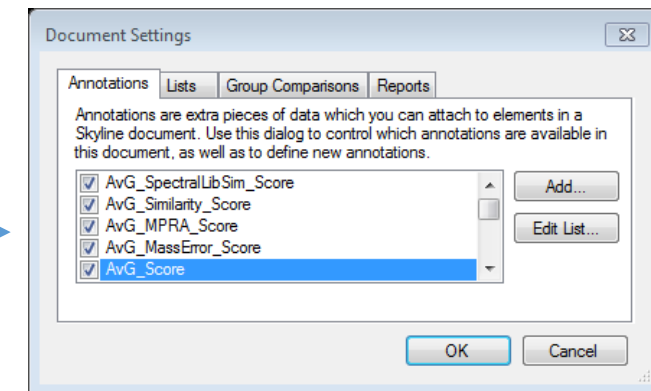 Document Settings
Annotations Lists Group Comparisons Reports
Annotations are extra pieces of data which you can attach to elements in a
Skyline document. Use this dialog to control which annotations are available in
this document, as well as to define new annotations.
AvG_SpectralLibSim_Score
AvG_Similarity_Score
AvG_MPRA_Score
AvG_MassError_Score
AvG_Score
Add...
Edit List...
OK Cancel